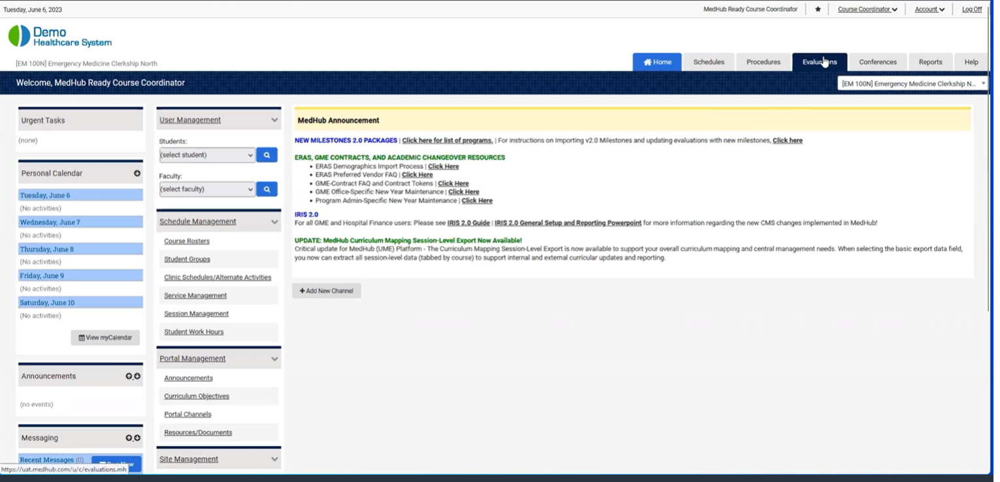 Tuesday, June 6, 2023
MedHub Ready Course Coordinator
Course Coordinator
Account
Log Off
Demo
Healthcare System
[EM 100N] Emergency Medicine Clerkship North
Home
Schedules
Procedures
Evaluations
Conferences
Reports
Help
Welcome, MedHub Ready Course Coordinator
[EM 100N] Emergency Medicine Clerkship N...
Urgent Tasks
(none)
Personal Calendar
Tuesday, June 6
(No activities)
Wednesday, June 7
(No activities)
Thursday, June 8
(No activities)
Friday, June 9
(No activities)
Saturday, June 10
(No activities)
View myCalendar
Announcements
(no events)
Messaging
Recent Messages (0)
https://uat.medhub.com/u/c/evaluations.mh
User Management
Students:
(select student)
Faculty:
(select faculty)
Schedule Management
Course Rosters
Student Groups
Clinic Schedules/Alternate Activities
Service Management
Session Management
Student Work Hours
Portal Management
Announcements
Curriculum Objectives
Portal Channels
Resources/Documents
Site Management
MedHub Announcement
NEW MILESTONES 2.0 PACKAGES | Click here for list of programs. | For instructions on Importing v2.0 Milestones and updating evaluations with new milestones, Click here
ERAS, GME CONTRACTS, AND ACADEMIC CHANGEOVER RESOURCES
• ERAS Demographics Import Process | Click Here
• ERAS Preferred Vendor FAQ | Click Here
• GME-Contract FAQ and Contract Tokens | Click Here
• GME Office-Specific New Year Maintenance | Click Here
• Program Admin-Specific New Year Maintenance | Click Here
IRIS 2.0
For all GME and Hospital Finance users: Please see IRIS 2.0 Guide | IRIS 2.0 General Setup and Reporting Powerpoint for more information regarding the new CMS changes implemented in MedHub!
UPDATE: MedHub Curriculum Mapping Session-Level Export Now Available!
Critical update for MedHub (UME) Platform - The Curriculum Mapping Session-Level Export is now available to support your overall curriculum mapping and central management needs. When selecting the basic export data field,
you now can extract all session-level data (tabbed by course) to support internal and external curricular updates and reporting.
+ Add New Channel